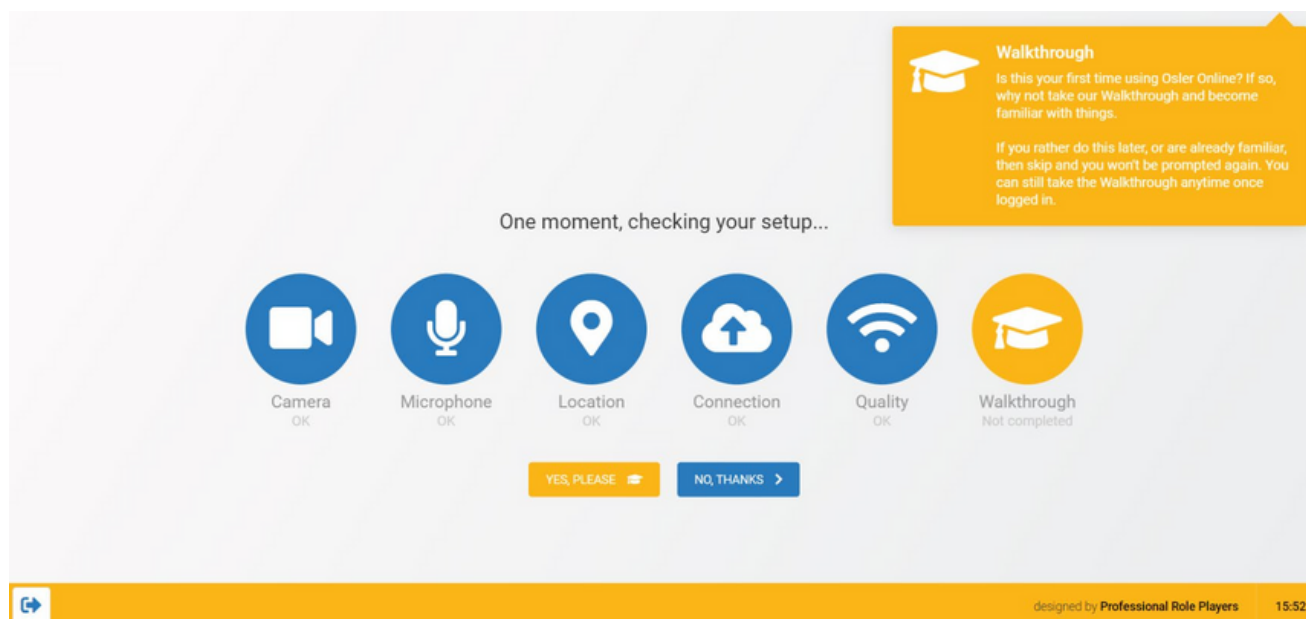 Walkthrough
Is this your first time using Osler Online? If so,
why not take our Walkthrough and become
familiar with things.
If you rather do this later, or are already familiar,
then skip and you won't be prompted again. You
can still take the Walkthrough anytime once
logged in.
One moment, checking your setup...
Camera
OK
Microphone
OK
Location
OK
Connection
OK
Quality
OK
Walkthrough
Not completed
YES, PLEASE
NO, THANKS
designed by Professional Role Players
15:52